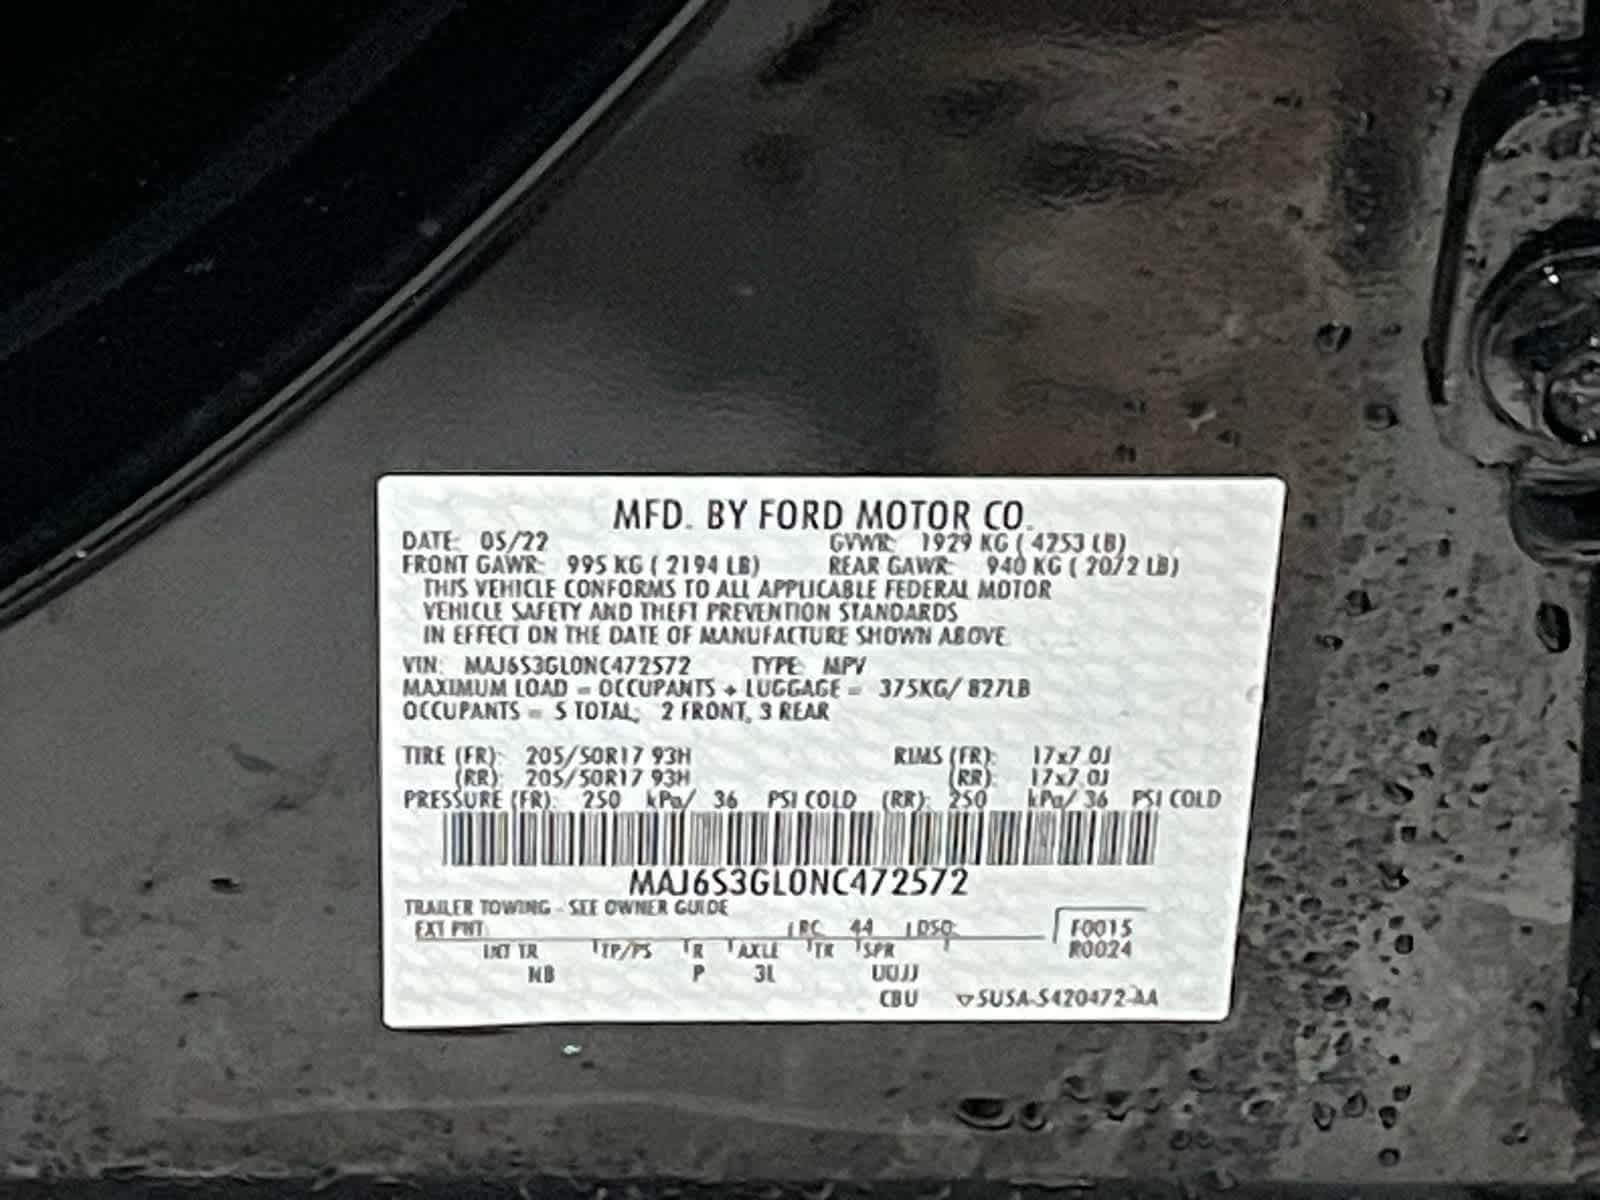 MFD. BY FORD MOTOR CO.
DATE: 05/22 GVWR: 1929 KG ( 4253 LB)
FRONT GAWR: 995 KG ( 2194 LB) REAR GAWR: 940 KG ( 2072 LB)
THIS VEHICLE CONFORMS TO ALL APPLICABLE FEDERAL MOTOR
VEHICLE SAFETY AND THEFT PREVENTION STANDARDS
IN EFFECT ON THE DATE OF MANUFACTURE SHOWN ABOVE.
VIN: MAJ6S3GL0NC472572 TYPE: MPV
MAXIMUM LOAD = OCCUPANTS + LUGGAGE = 375KG/ 827LB
OCCUPANTS = 5 TOTAL, 2 FRONT, 3 REAR
TIRE (FR): 205/50R17 93H RIMS (FR): 17x7.0J
(RR): 205/50R17 93H (RR): 17x7.0J
PRESSURE (FR): 250 kPa/ 36 PSI COLD (RR): 250 kPa/ 36 PSI COLD
MAJ6S3GL0NC472572
TRAILER TOWING - SEE OWNER GUIDE
EXT PNT: RC: 44 DSO:
F0015
INT TR TP/PS R AXLE TR SPR
R0024
NB P 3L UUJJ
CBU ▽5U5A-S420472-AA